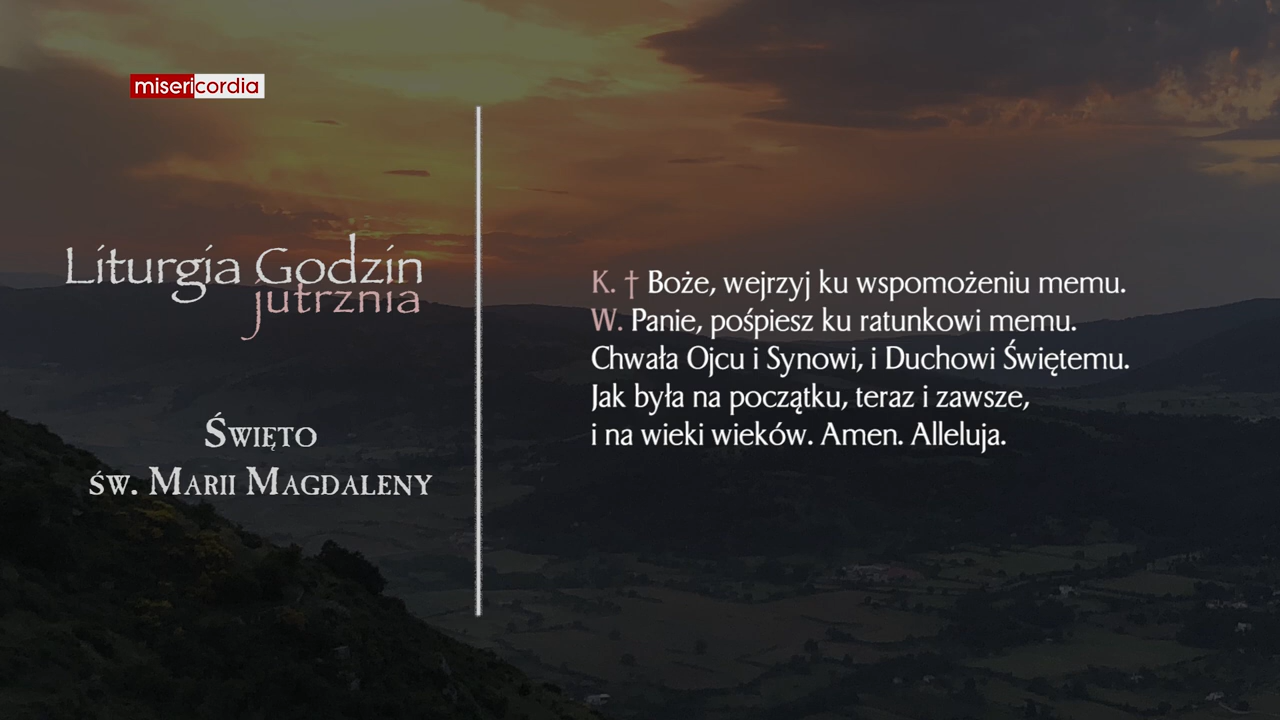 misericordia
Liturgia Godzin
jutrznia
Święto
św. Marii Magdaleny
K. † Boże, wejrzyj ku wspomożeniu memu.
W. Panie, pośpiesz ku ratunkowi memu.
Chwała Ojcu i Synowi, i Duchowi Świętemu.
Jak była na początku, teraz i zawsze,
i na wieki wieków. Amen. Alleluja.